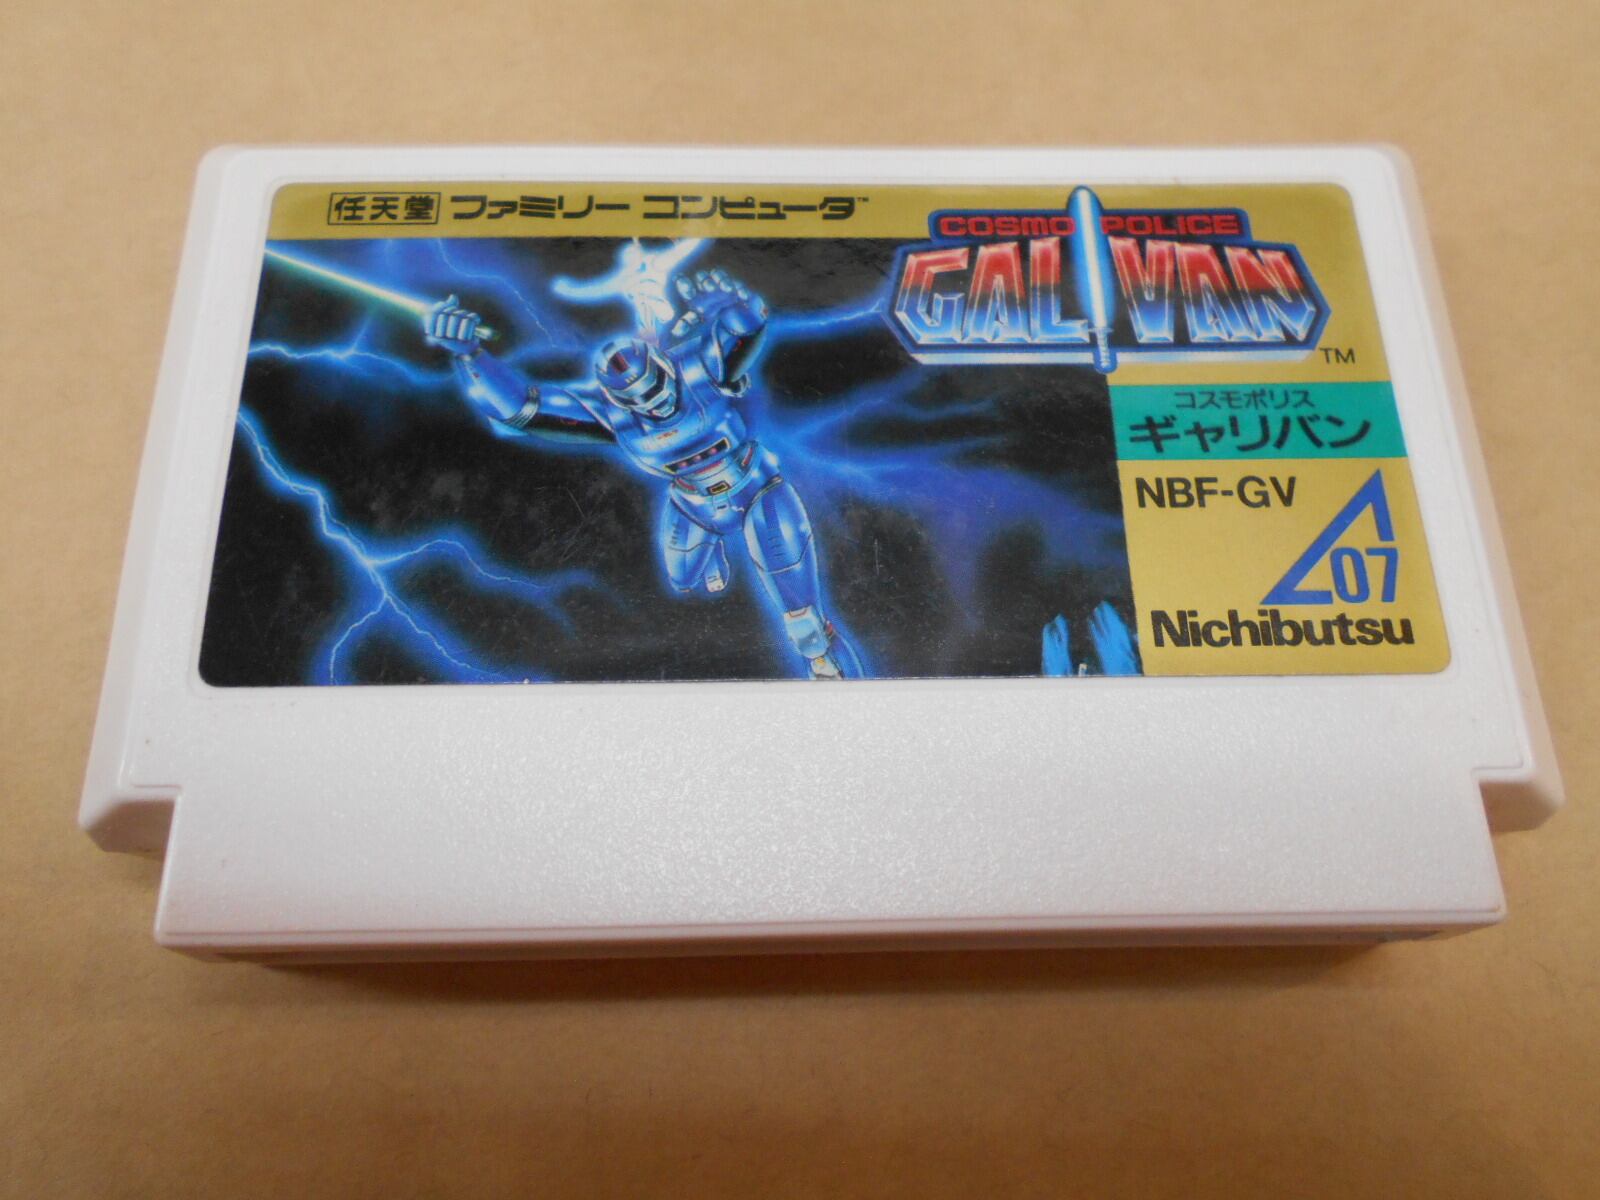 任天堂 ファミリー コンピュータ™
COSMO POLICE
GALIVAN
TM
コスモポリス
ギャリバン
NBF-GV
07
Nichibutsu